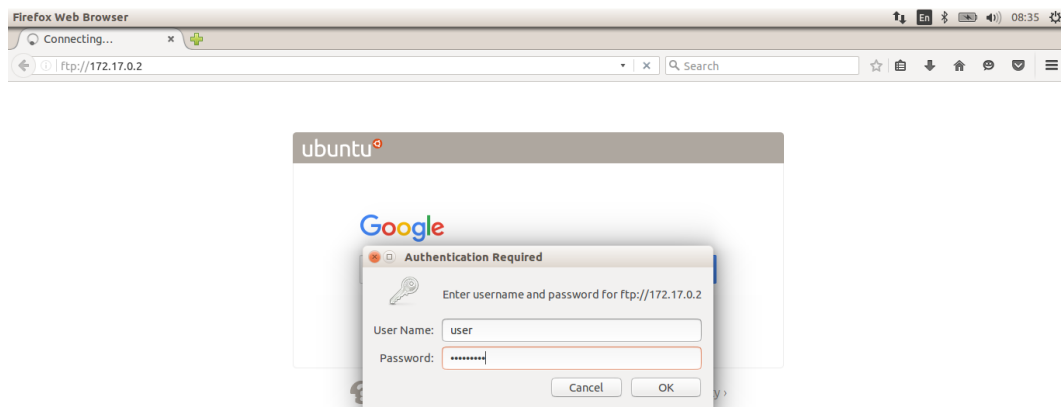 Firefox Web Browser
En
08:35
Connecting...
ftp://172.17.0.2
Search
ubuntu
Google
Authentication Required
Enter username and password for ftp://172.17.0.2
User Name: user
Password: •••••••••
Cancel OK
y ›